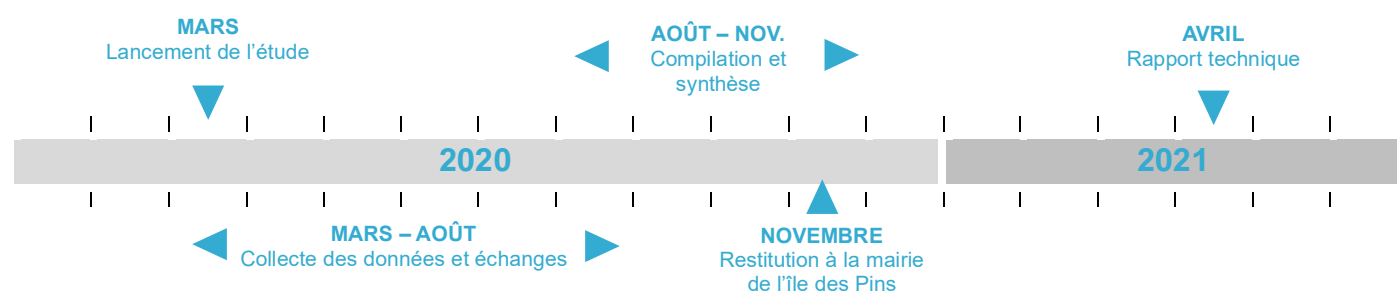 MARS
Lancement de l’étude
AOÛT – NOV.
Compilation et
synthèse
AVRIL
Rapport technique
2020
2021
MARS – AOÛT
Collecte des données et échanges
NOVEMBRE
Restitution à la mairie
de l’île des Pins